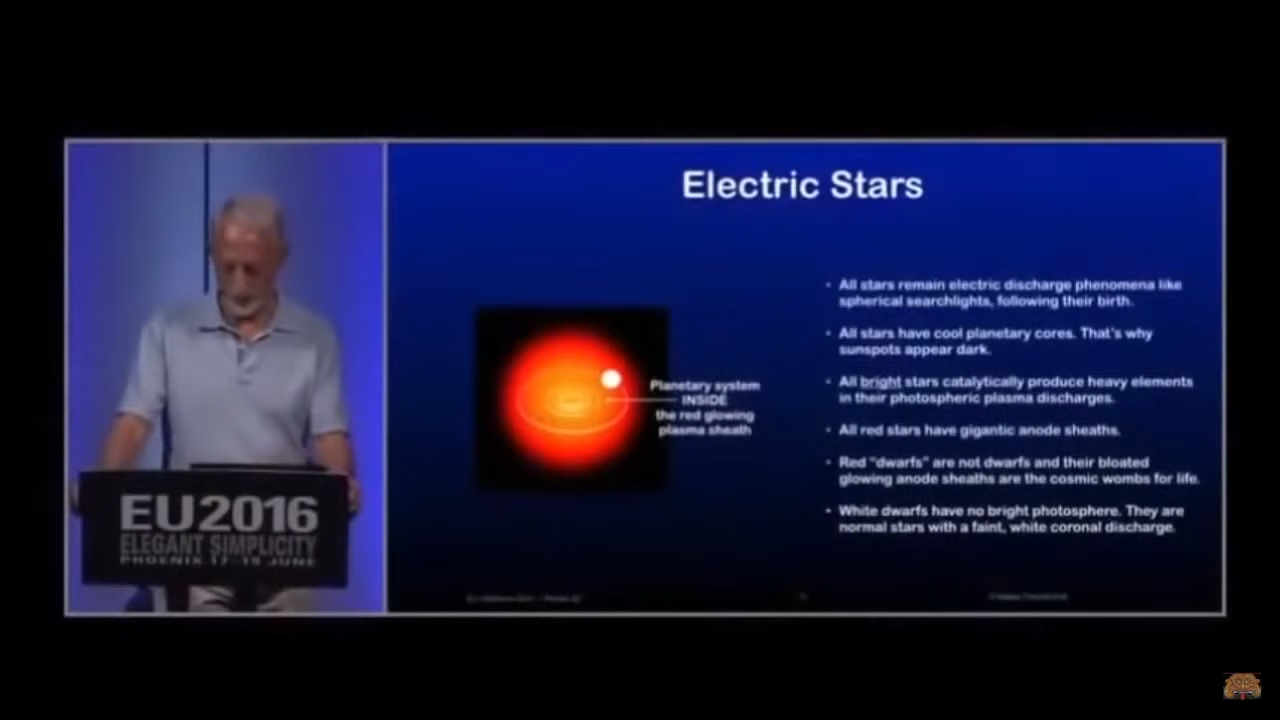 Electric Stars
• All stars remain electric discharge phenomena like
spherical searchlights, following their birth.
• All stars have cool planetary cores. That's why
sunspots appear dark.
• All bright stars catalytically produce heavy elements
in their photospheric plasma discharges.
• All red stars have gigantic anode sheaths.
• Red “dwarfs” are not dwarfs and their bloated
glowing anode sheaths are the cosmic wombs for life.
• White dwarfs have no bright photosphere. They are
normal stars with a faint, white coronal discharge.
Planetary system
INSIDE
the red glowing
plasma sheath
EU2016
ELEGANT SIMPLICITY
PHOENIX 17–19 JUNE